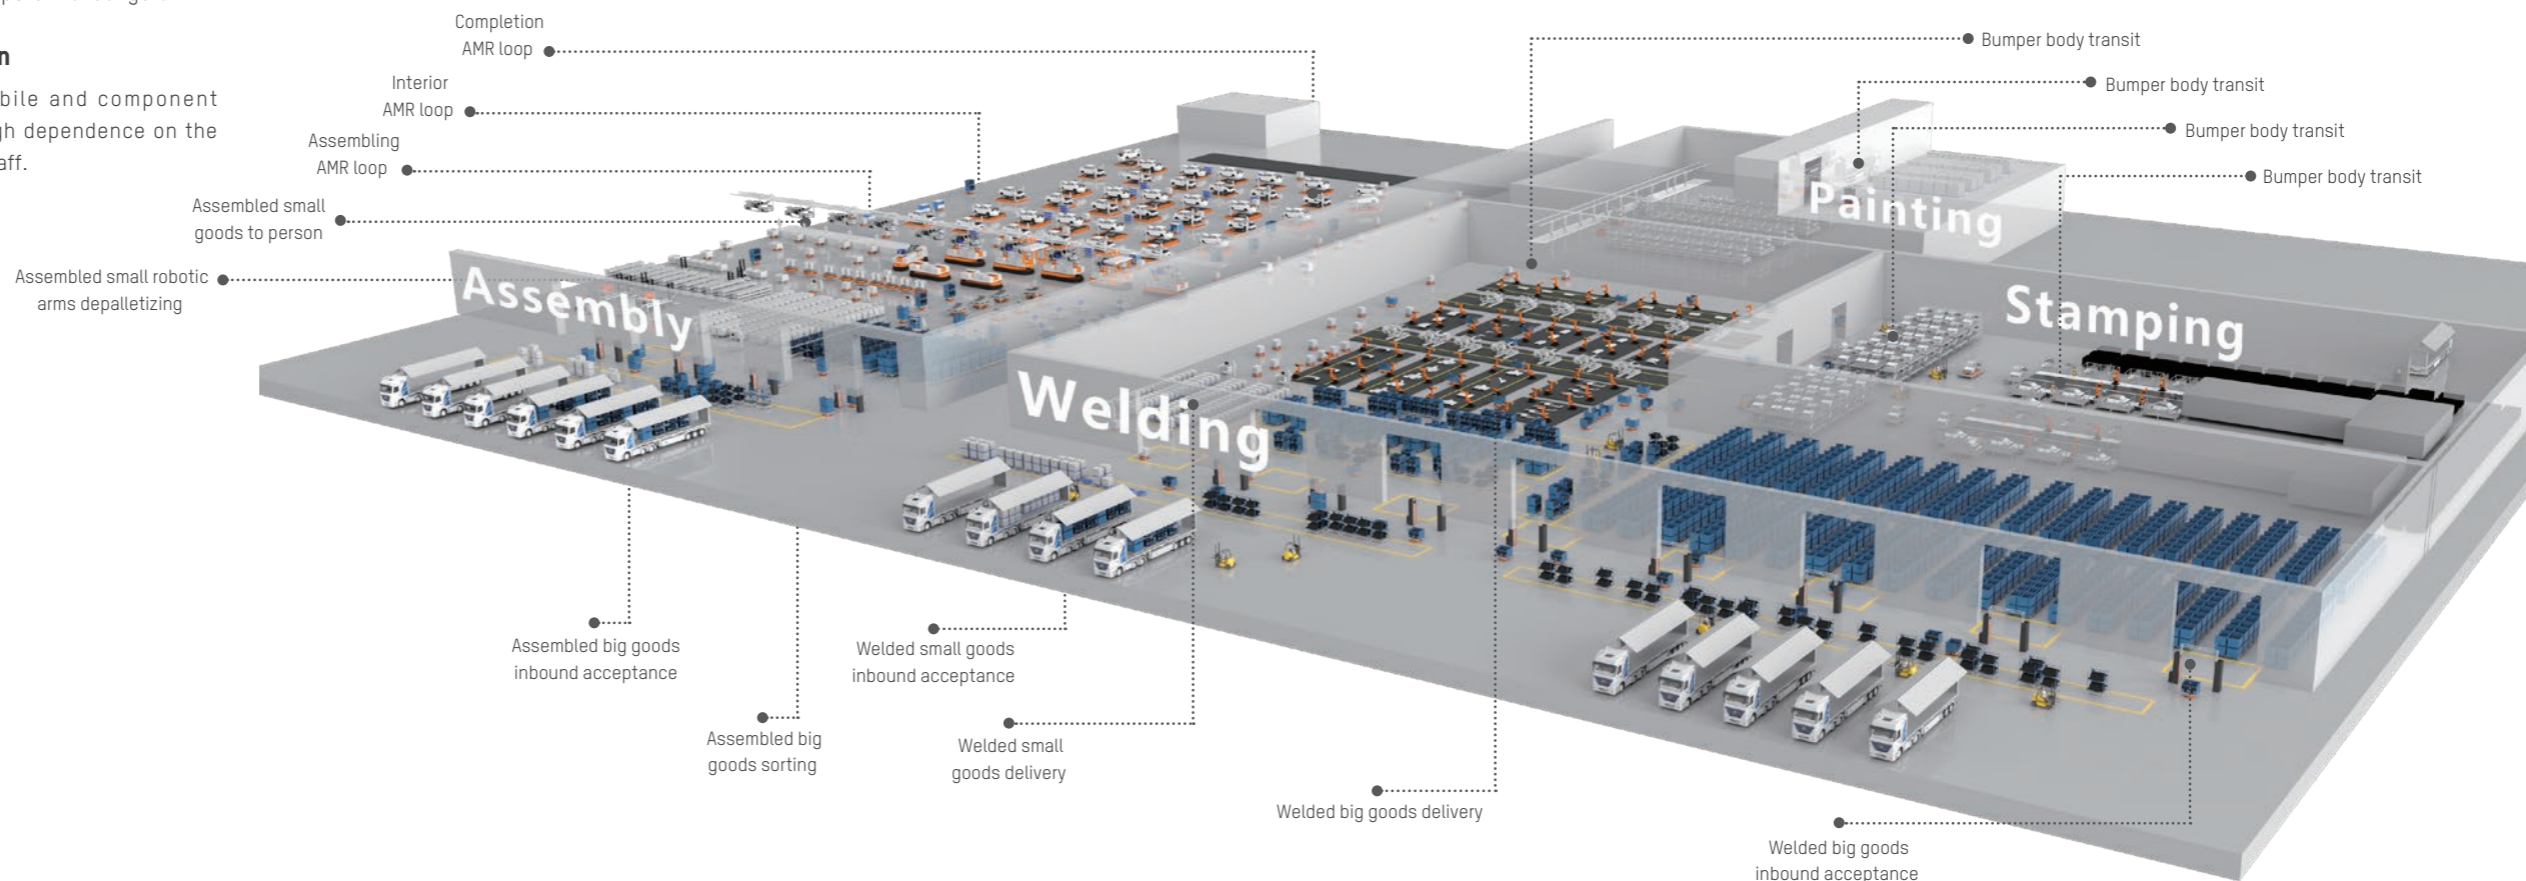 Completion
AMR loop
Interior
AMR loop
Assembling
AMR loop
Assembled small
goods to person
Assembled small robotic
arms depalletizing
bile and component
gh dependence on the
aff.
Bumper body transit
Bumper body transit
Bumper body transit
Bumper body transit
Painting
Stamping
Assembly
Welding
Assembled big goods
inbound acceptance
Assembled big
goods sorting
Welded small goods
inbound acceptance
Welded small
goods delivery
Welded big goods delivery
Welded big goods
inbound acceptance